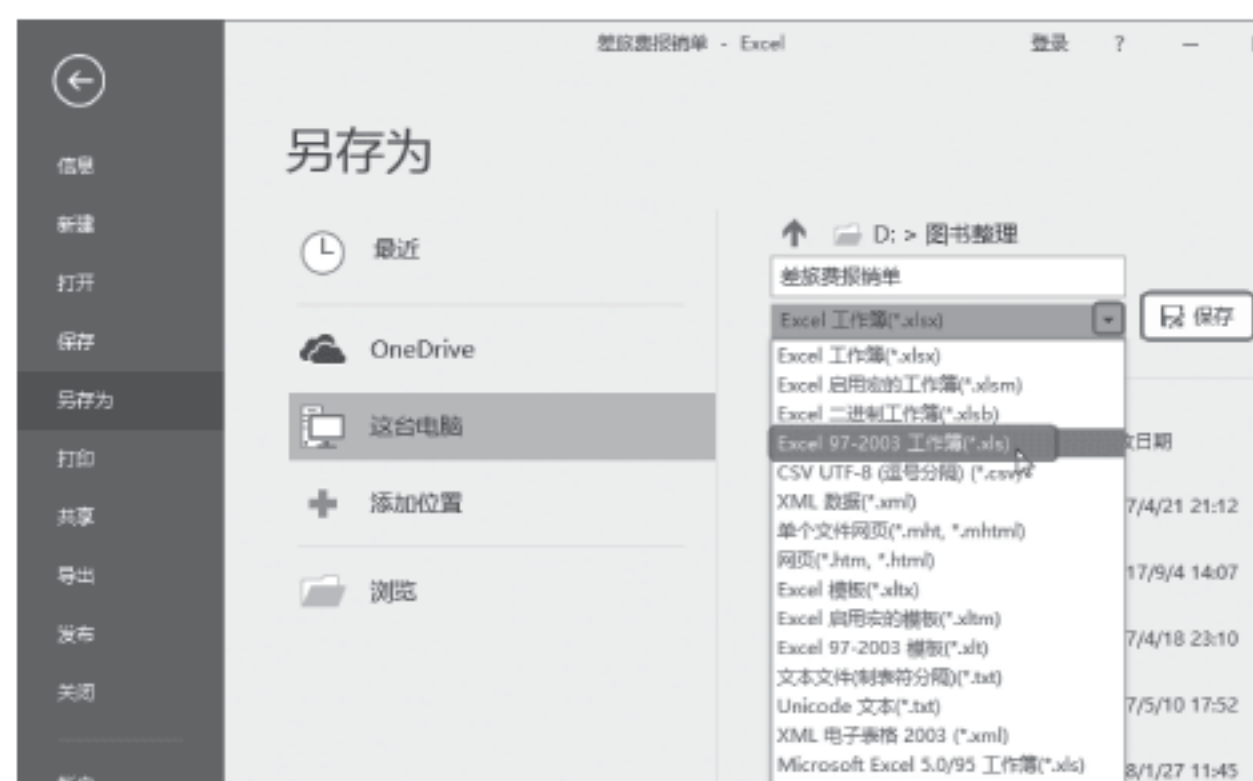 差旅费报销单 - Excel
登录 ?
信息
新建
打开
保存
另存为
打印
共享
导出
发布
关闭
另存为
最近
OneDrive
这台电脑
添加位置
浏览
D: > 图书整理
差旅费报销单
Excel 工作簿(*.xlsx)
保存
Excel 工作簿(*.xlsx)
Excel 启用宏的工作簿(*.xlsm)
Excel 二进制工作簿(*.xlsb)
Excel 97-2003 工作簿(*.xls)
CSV UTF-8 (逗号分隔) (*.csv)
XML 数据(*.xml)
单个文件网页(*.mht, *.mhtml)
网页(*.htm, *.html)
Excel 模板(*.xltx)
Excel 启用宏的模板(*.xltm)
Excel 97-2003 模板(*.xlt)
文本文件(制表符分隔)(*.txt)
Unicode 文本(*.txt)
XML 电子表格 2003 (*.xml)
Microsoft Excel 5.0/95 工作簿(*.xls)
日期
7/4/21 21:12
17/9/4 14:07
7/4/18 23:10
7/5/10 17:52
8/1/27 11:45